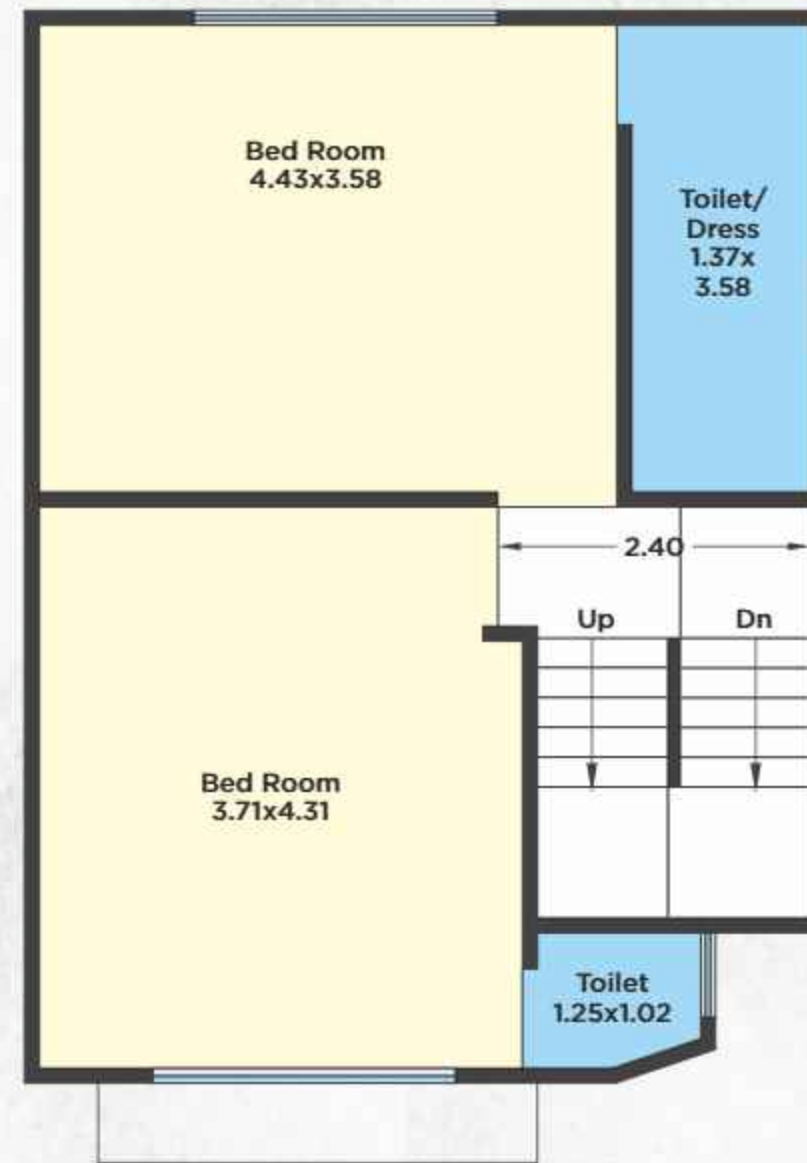 Bed Room
4.43x3.58
Toilet/
Dress
1.37x
3.58
2.40
Up
Dn
Bed Room
3.71x4.31
Toilet
1.25x1.02